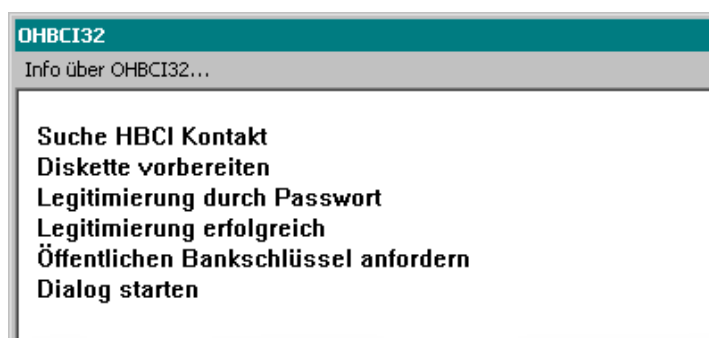 OHBCI32
Info über OHBCI32...
Suche HBCI Kontakt
Diskette vorbereiten
Legitimierung durch Passwort
Legitimierung erfolgreich
Öffentlichen Bankschlüssel anfordern
Dialog starten